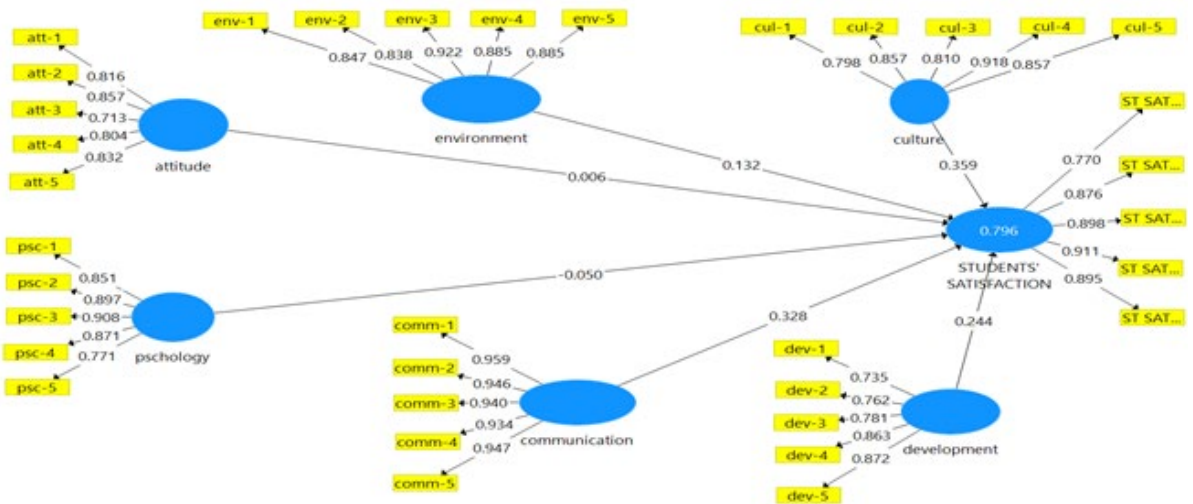 env-1
env-2
env-3
env-4
env-5
0.847
0.838
0.922
0.885
0.885
environment
cul-1
cul-2
cul-3
cul-4
cul-5
0.798
0.857
0.810
0.918
0.857
culture
att-1
att-2
att-3
att-4
att-5
0.816
0.857
0.713
0.804
0.832
attitude
0.006
0.132
0.359
ST SAT...
ST SAT...
ST SAT...
ST SAT...
ST SAT...
0.770
0.876
0.898
0.911
0.895
0.796
STUDENTS'
SATISFACTION
psc-1
psc-2
psc-3
psc-4
psc-5
0.851
0.897
0.908
0.871
0.771
pschology
-0.050
0.328
0.244
comm-1
comm-2
comm-3
comm-4
comm-5
0.959
0.946
0.940
0.934
0.947
communication
dev-1
dev-2
dev-3
dev-4
dev-5
0.735
0.762
0.781
0.863
0.872
development